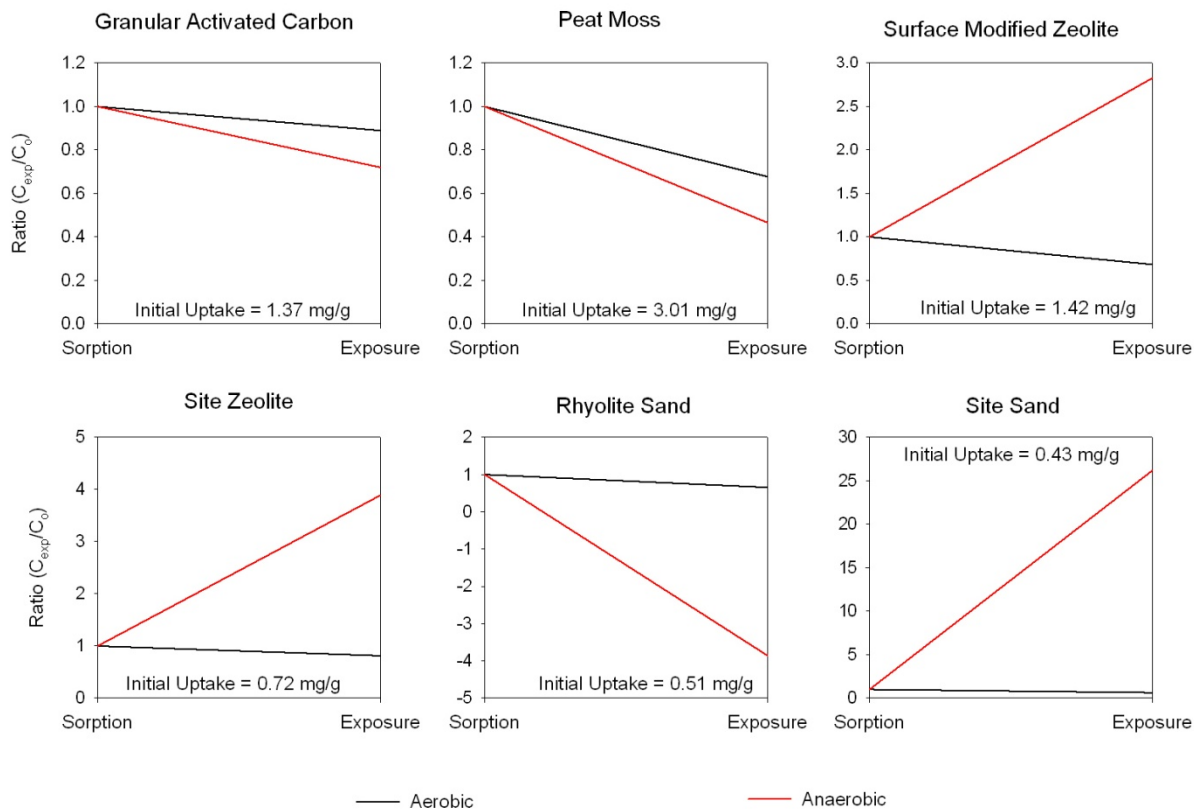 Granular Activated Carbon
Peat Moss
Surface Modified Zeolite
Ratio (Cexp/Co)
1.2
1.0
0.8
0.6
0.4
0.2
0.0
Initial Uptake = 1.37 mg/g
Sorption
Exposure
1.2
1.0
0.8
0.6
0.4
0.2
0.0
Initial Uptake = 3.01 mg/g
Sorption
Exposure
3.0
2.5
2.0
1.5
1.0
0.5
0.0
Initial Uptake = 1.42 mg/g
Sorption
Exposure
Site Zeolite
Rhyolite Sand
Site Sand
Ratio (Cexp/Co)
5
4
3
2
1
0
Initial Uptake = 0.72 mg/g
Sorption
Exposure
2
1
0
-1
-2
-3
-4
-5
Initial Uptake = 0.51 mg/g
Sorption
Exposure
30
25
20
15
10
5
0
Initial Uptake = 0.43 mg/g
Sorption
Exposure
Aerobic
Anaerobic